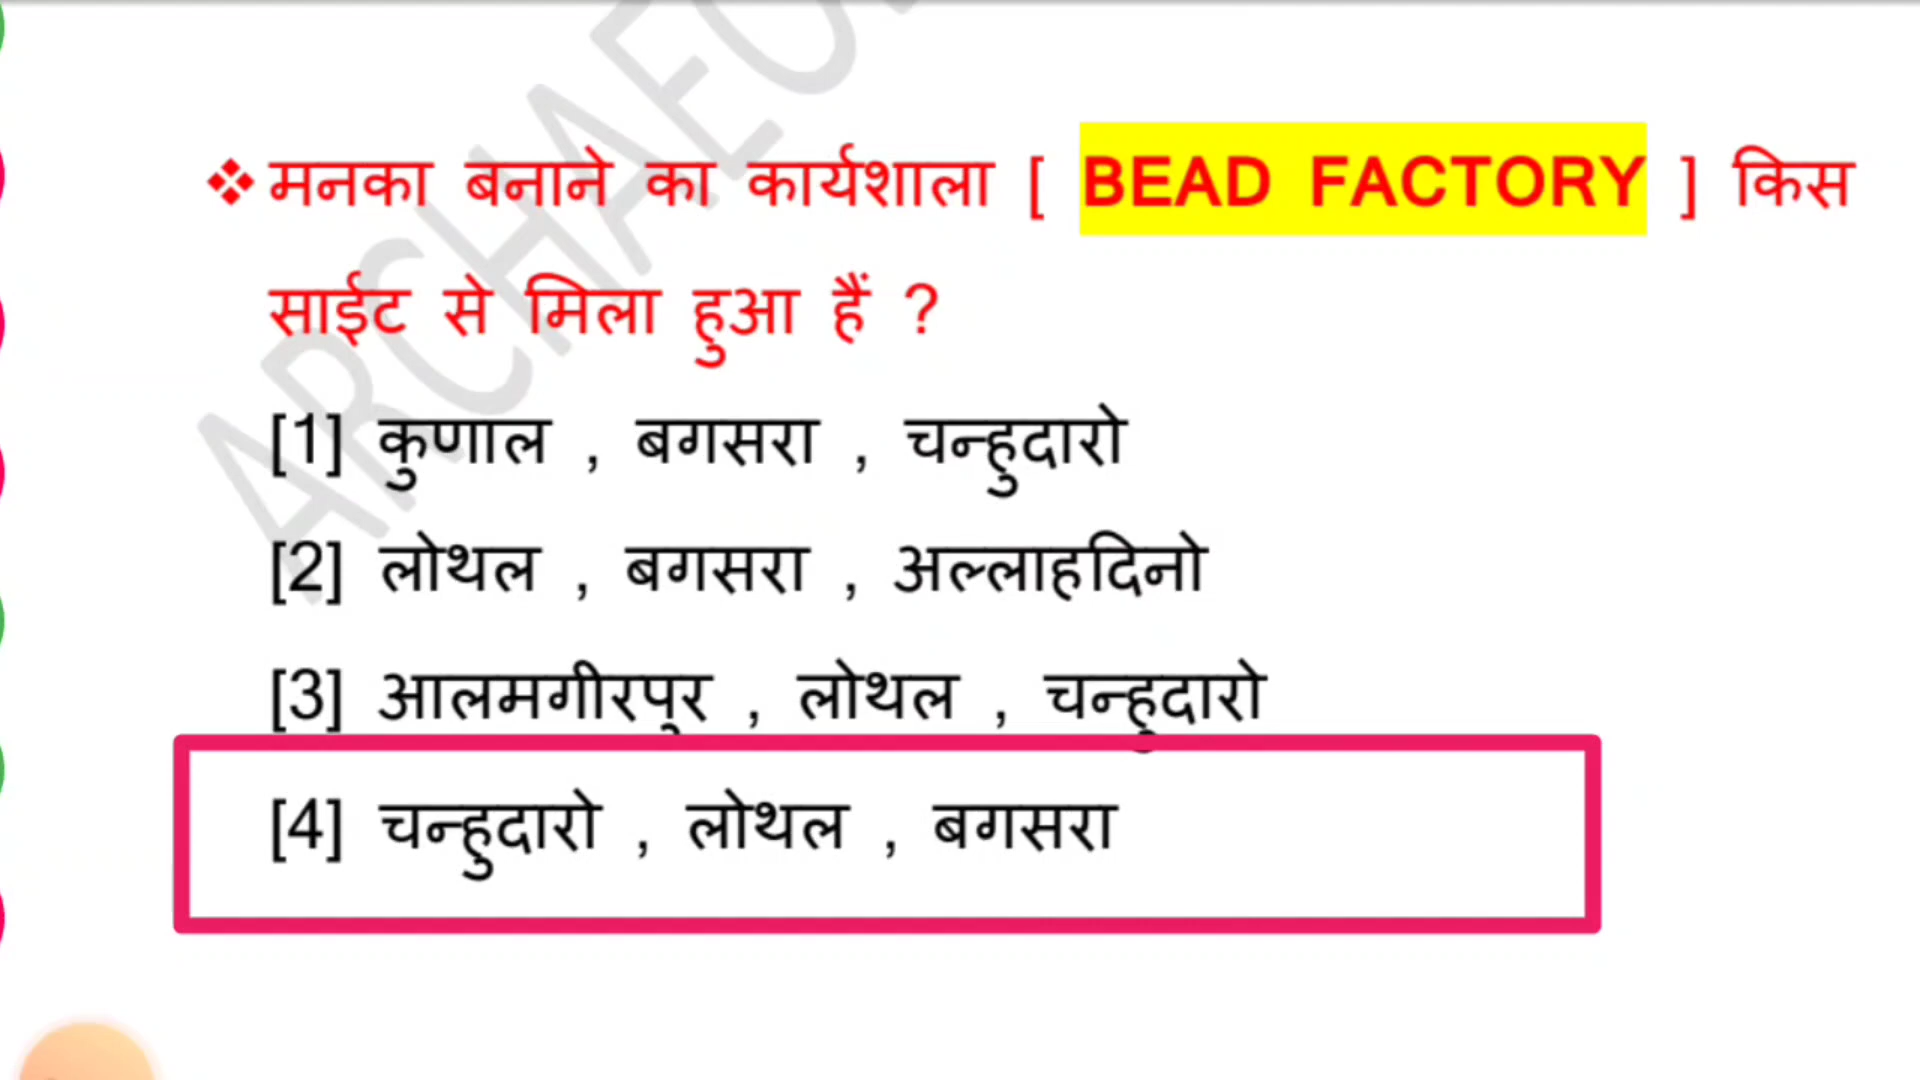 ARCHAEO
❖ मनका बनाने का कार्यशाला [ BEAD FACTORY ] किस
साईट से मिला हुआ हैं ?
[1] कुणाल , बगसरा , चन्हुदारो
[2] लोथल , बगसरा , अल्लाहदिनो
[3] आलमगीरपुर , लोथल , चन्हुदारो
[4] चन्हुदारो , लोथल , बगसरा